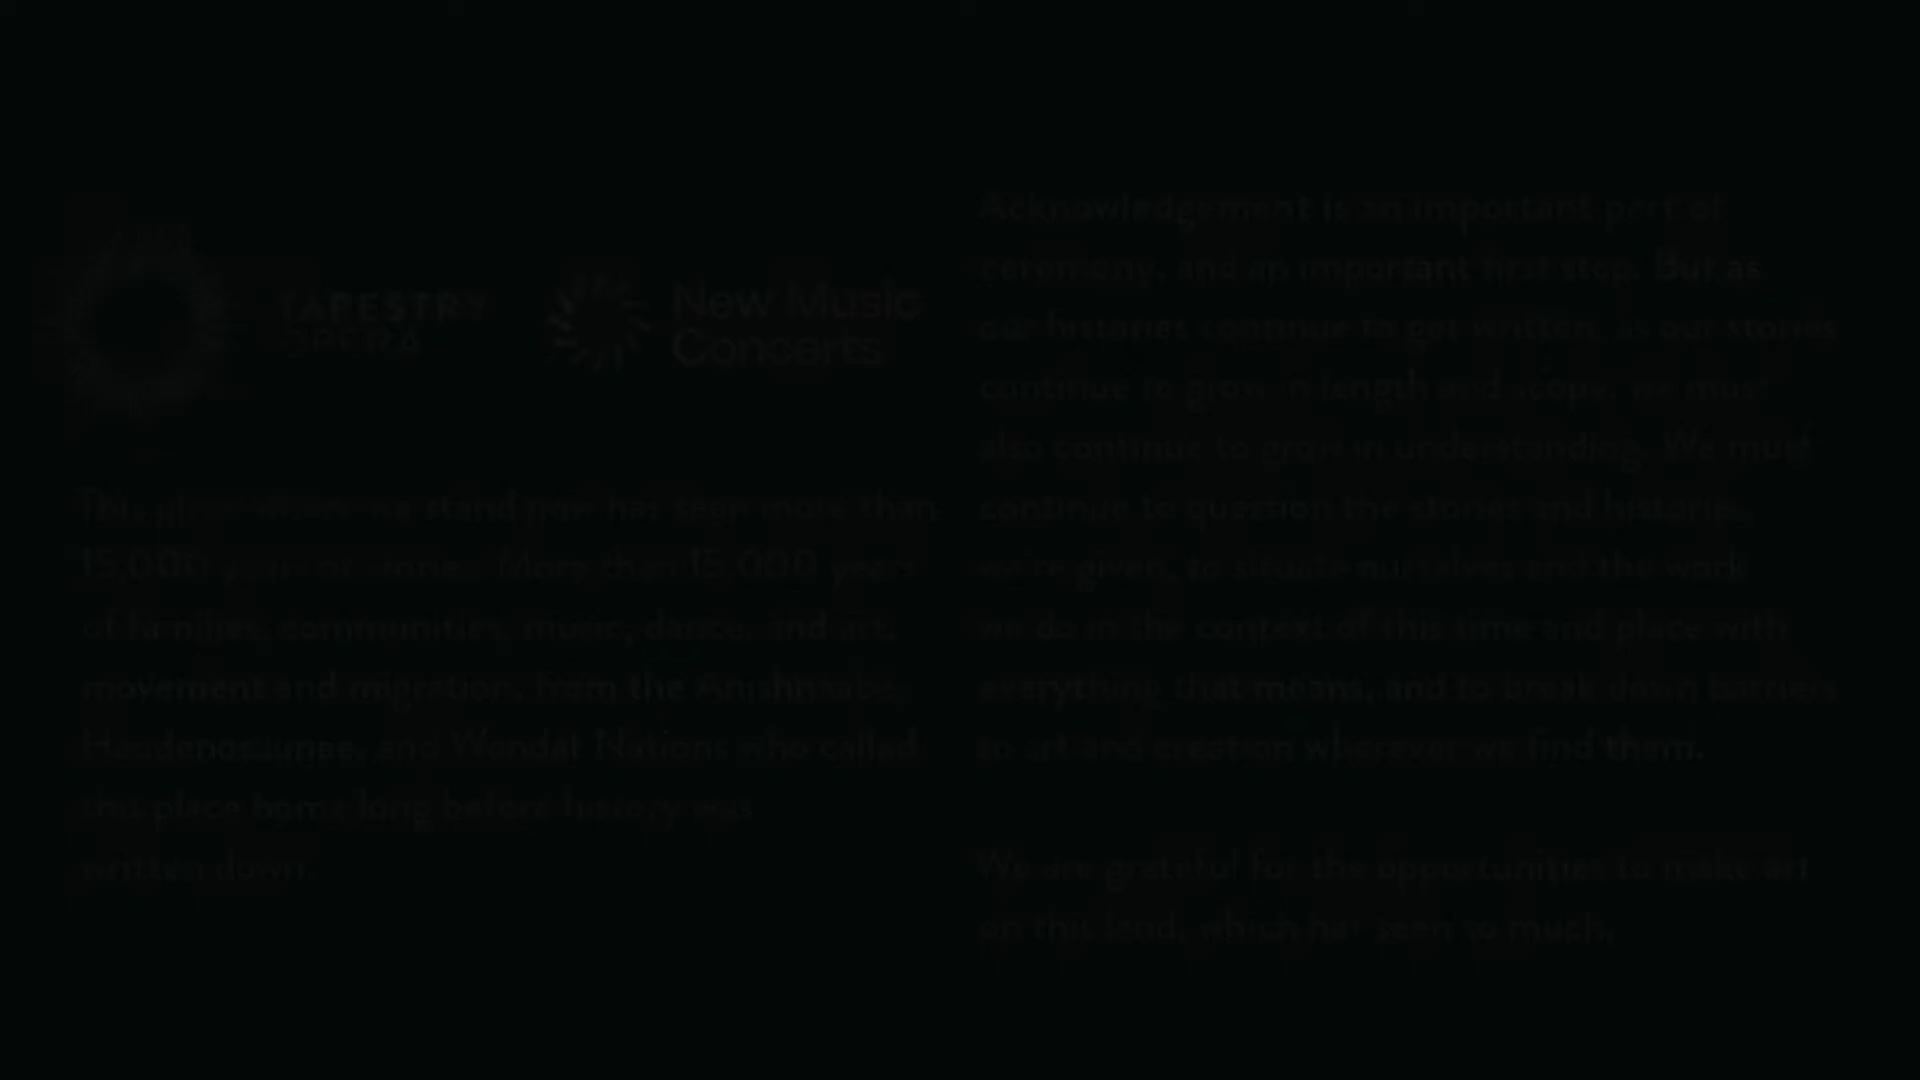 TAPESTRY
OPERA
New Music
Concerts
This place where we stand now has seen more than
15,000 years of stories. More than 15,000 years
of families, communities, music, dance, and art,
movement and migration, from the Anishnaabe,
Haudenosaunee, and Wendat Nations who called
this place home long before history was
written down.
Acknowledgement is an important part of
ceremony, and an important first step. But as
our histories continue to get written, as our stories
continue to grow in length and scope, we must
also continue to grow in understanding. We must
continue to question the stories and histories
we're given, to situate ourselves and the work
we do in the context of this time and place with
everything that means, and to break down barriers
to art and creation wherever we find them.
We are grateful for the opportunities to make art
on this land, which has seen so much.